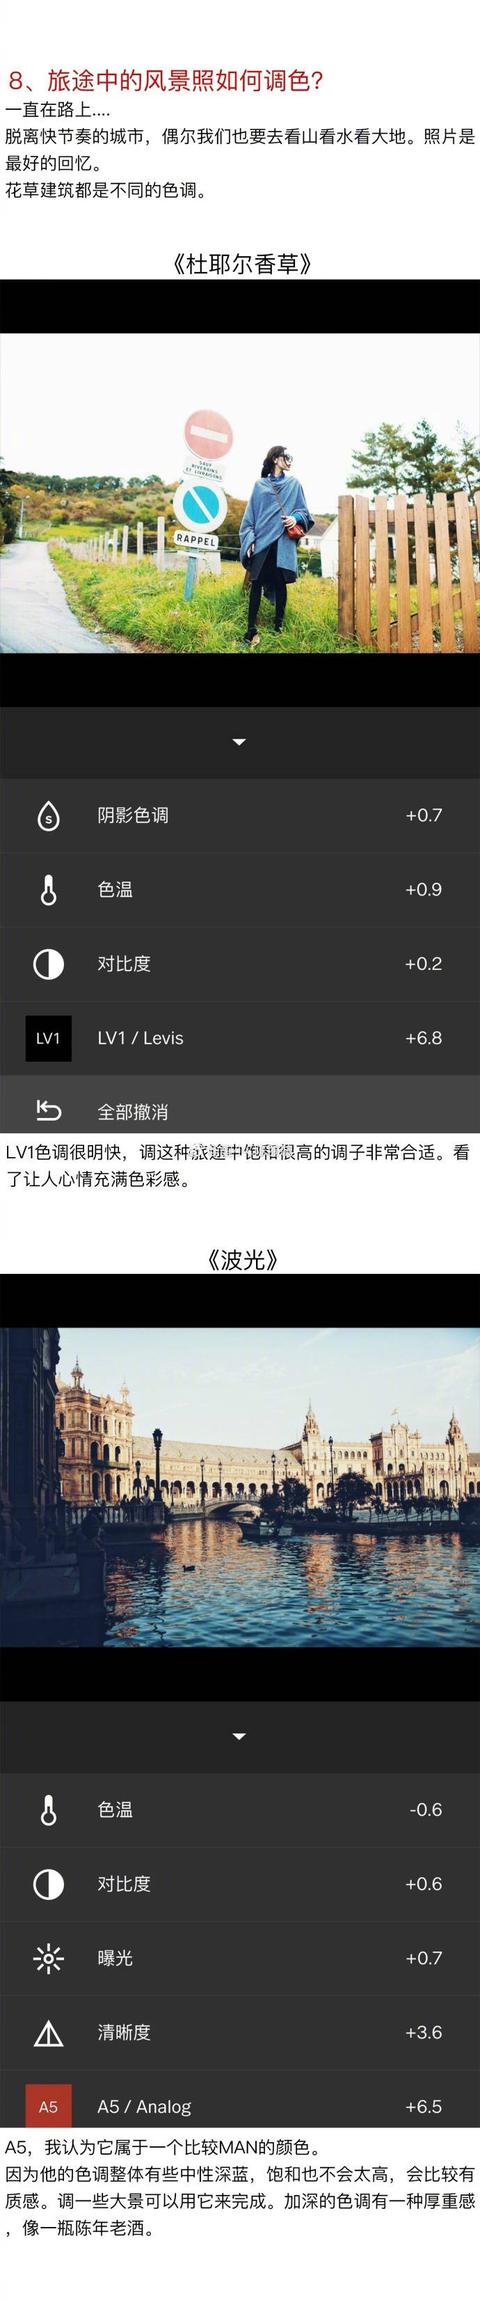 8、旅途中的风景照如何调色?
一直在路上....
脱离快节奏的城市，偶尔我们也要去看山看水看大地。照片是
最好的回忆。
花草建筑都是不同的色调。
《杜耶尔香草》
SAUF
RIVERAINS
ET LIVRAISONS
RAPPEL
S 阴影色调 +0.7
色温 +0.9
对比度 +0.2
LV1 LV1 / Levis +6.8
全部撤消
LV1色调很明快，调这种旅途中饱和很高的调子非常合适。看
了让人心情充满色彩感。
《波光》
色温 -0.6
对比度 +0.6
曝光 +0.7
清晰度 +3.6
A5 A5 / Analog +6.5
A5，我认为它属于一个比较MAN的颜色。
因为他的色调整体有些中性深蓝，饱和也不会太高，会比较有
质感。调一些大景可以用它来完成。加深的色调有一种厚重感
，像一瓶陈年老酒。